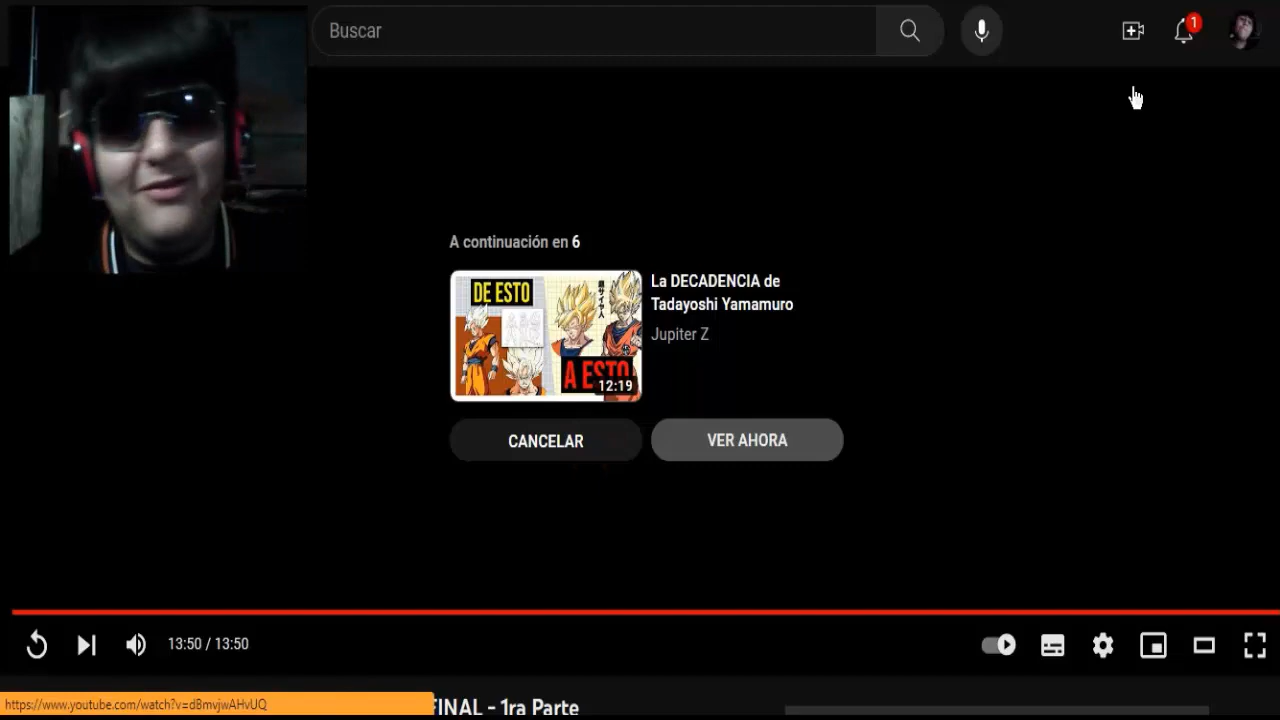 Buscar
1
A continuación en 6
DE ESTO
A ESTO
12:19
La DECADENCIA de
Tadayoshi Yamamuro
Jupiter Z
CANCELAR
VER AHORA
13:50 / 13:50
https://www.youtube.com/watch?v=dBmvjwAHvUQ
FINAL - 1ra Parte